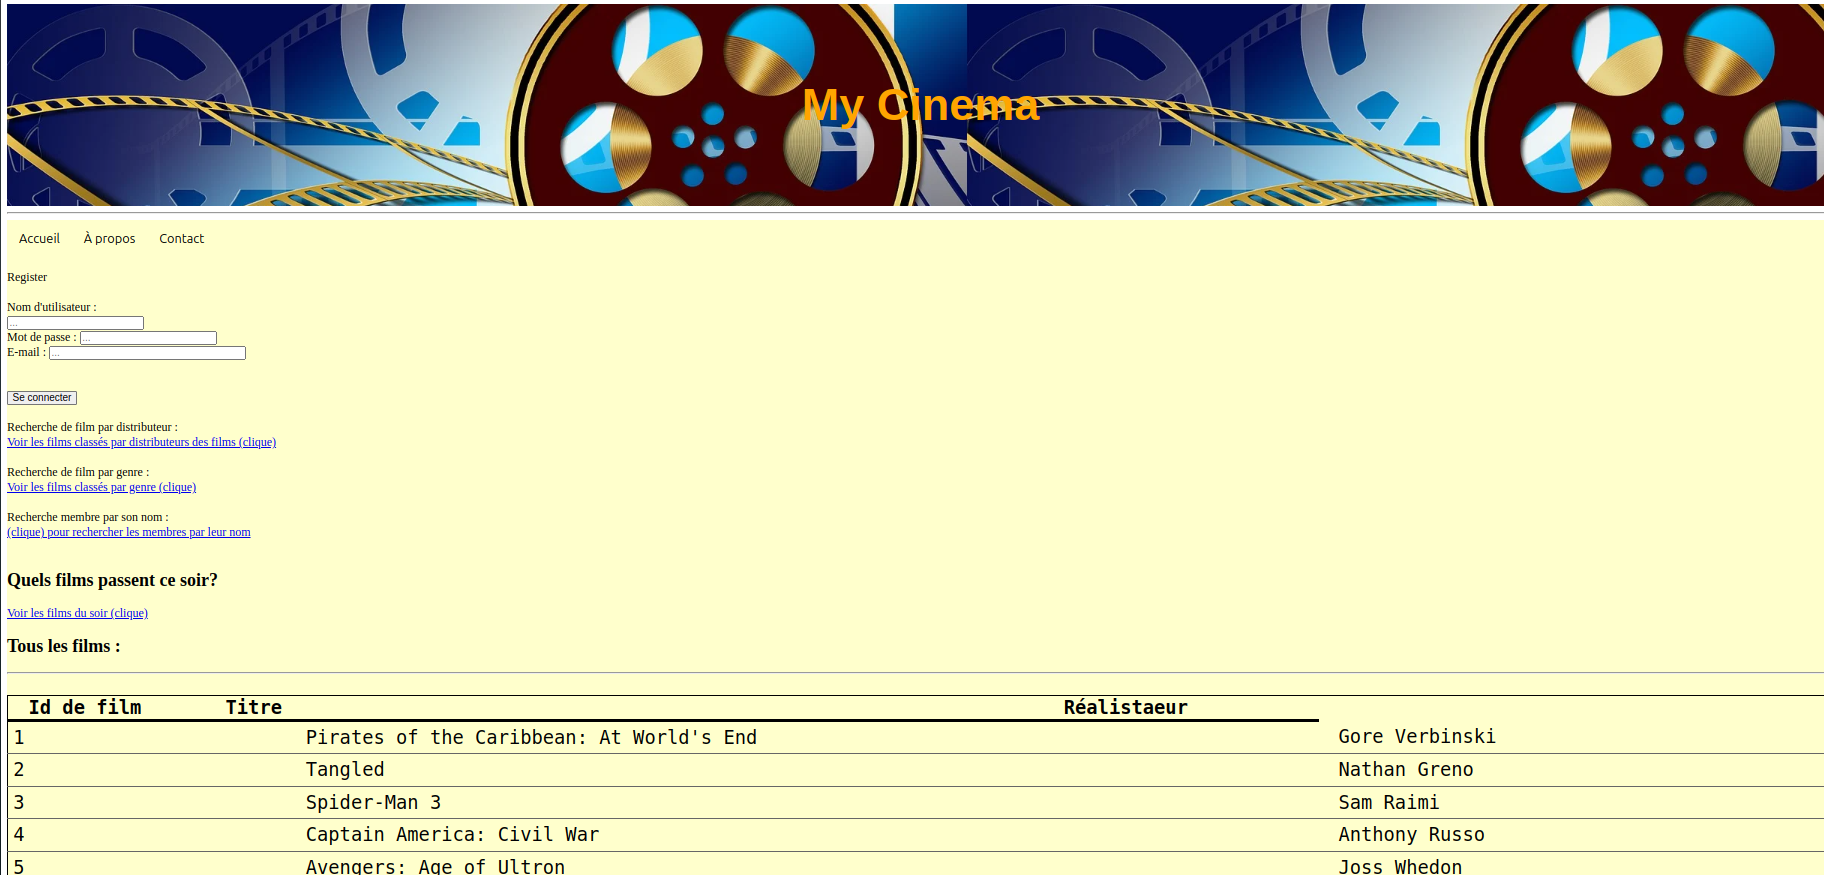 My Cinema
Accueil À propos Contact
Register
Nom d'utilisateur :
...
Mot de passe : ...
E-mail : ...
Se connecter
Recherche de film par distributeur :
Voir les films classés par distributeurs des films (clique)
Recherche de film par genre :
Voir les films classés par genre (clique)
Recherche membre par son nom :
(clique) pour rechercher les membres par leur nom
Quels films passent ce soir?
Voir les films du soir (clique)
Tous les films :
Id de film Titre Réalistaeur
1 Pirates of the Caribbean: At World's End Gore Verbinski
2 Tangled Nathan Greno
3 Spider-Man 3 Sam Raimi
4 Captain America: Civil War Anthony Russo
5 Avengers: Age of Ultron Joss Whedon